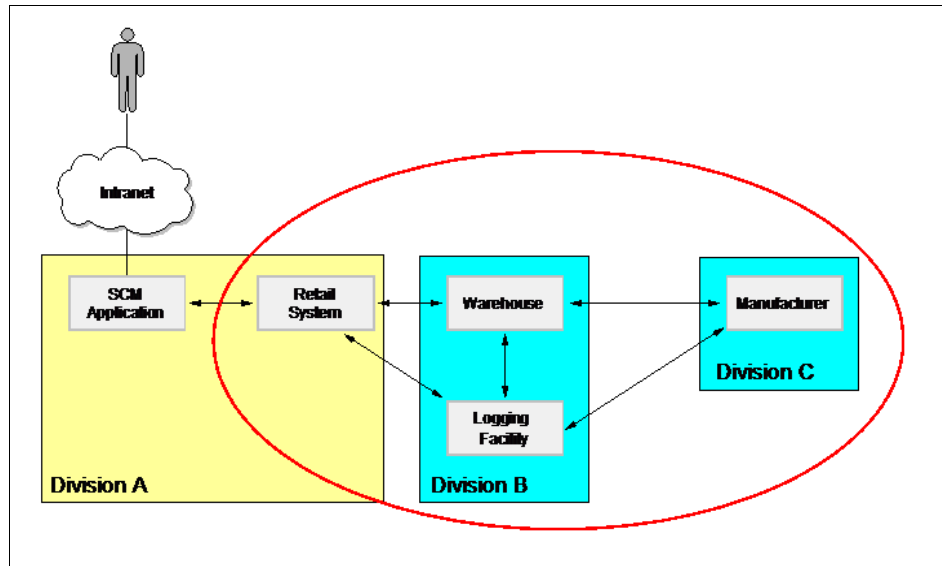 Intranet
SCM
Application
Retail
System
Warehouse
Manufacturer
Logging
Facility
Division A
Division B
Division C